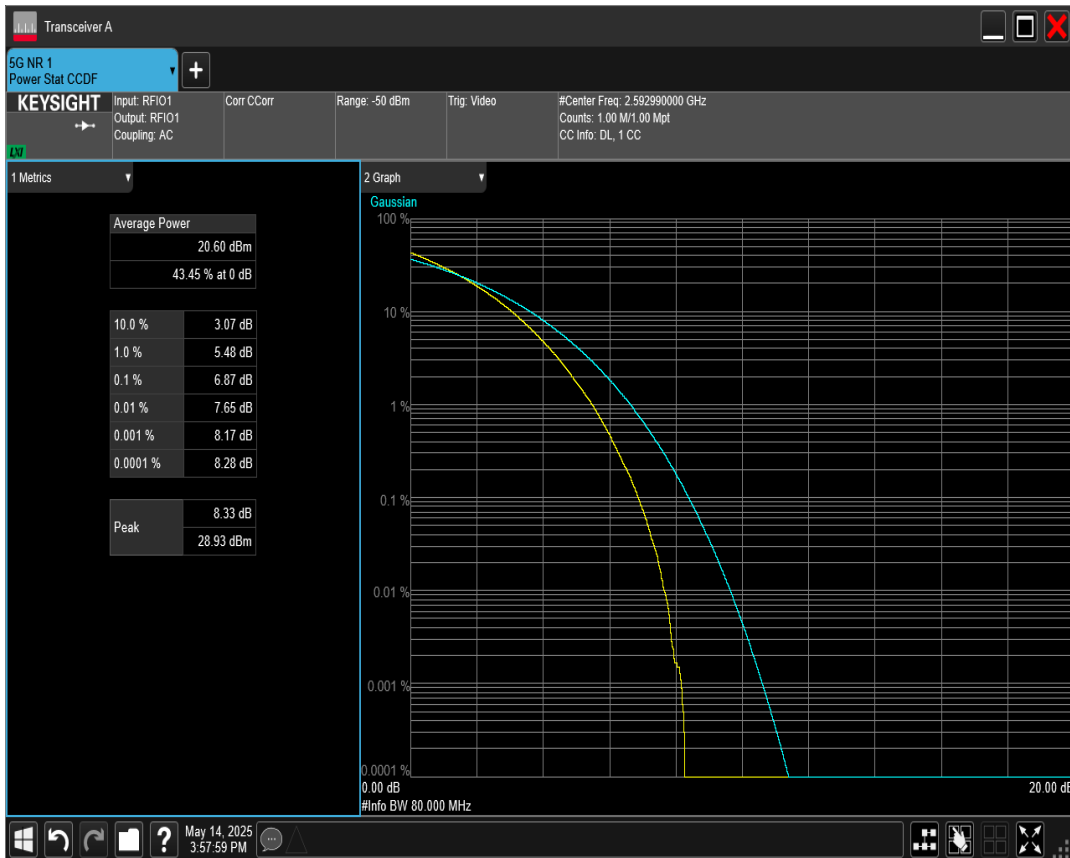 Transceiver A
5G NR 1
Power Stat CCDF
+
KEYSIGHT
LXI
Input: RFIO1
Output: RFIO1
Coupling: AC
Corr CCorr
Range: -50 dBm
Trig: Video
#Center Freq: 2.592990000 GHz
Counts: 1.00 M/1.00 Mpt
CC Info: DL, 1 CC
1 Metrics
Average Power
20.60 dBm
43.45 % at 0 dB
10.0 % 3.07 dB
1.0 % 5.48 dB
0.1 % 6.87 dB
0.01 % 7.65 dB
0.001 % 8.17 dB
0.0001 % 8.28 dB
Peak 8.33 dB
28.93 dBm
2 Graph
Gaussian
100 %
10 %
1 %
0.1 %
0.01 %
0.001 %
0.0001 %
0.00 dB 20.00 dB
#Info BW 80.000 MHz
?
May 14, 2025
3:57:59 PM